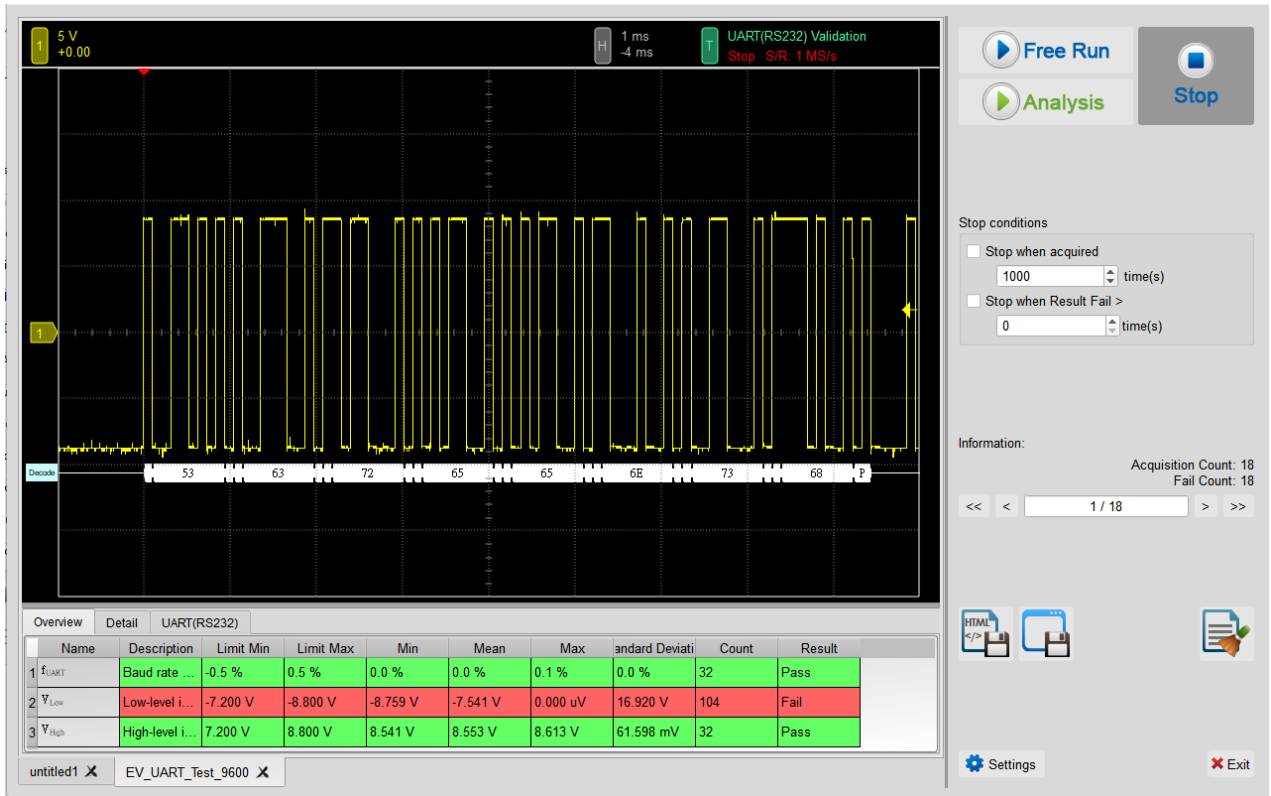 1 5 V
+0.00
H 1 ms
-4 ms
T UART(RS232) Validation
Stop S/R: 1 MS/s
1
Decode 53 63 72 65 65 6E 73 68 P
Overview Detail UART(RS232)
Name Description Limit Min Limit Max Min Mean Max andard Deviati Count Result
1 fUART Baud rate ... -0.5 % 0.5 % 0.0 % 0.0 % 0.1 % 0.0 % 32 Pass
2 VLow Low-level i... -7.200 V -8.800 V -8.759 V -7.541 V 0.000 uV 16.920 V 104 Fail
3 VHigh High-level i... 7.200 V 8.800 V 8.541 V 8.553 V 8.613 V 61.598 mV 32 Pass
untitled1 EV_UART_Test_9600
Free Run
Analysis
Stop
Stop conditions
Stop when acquired
1000 time(s)
Stop when Result Fail >
0 time(s)
Information:
Acquisition Count: 18
Fail Count: 18
<< < 1 / 18 > >>
HTML
</>
Settings Exit